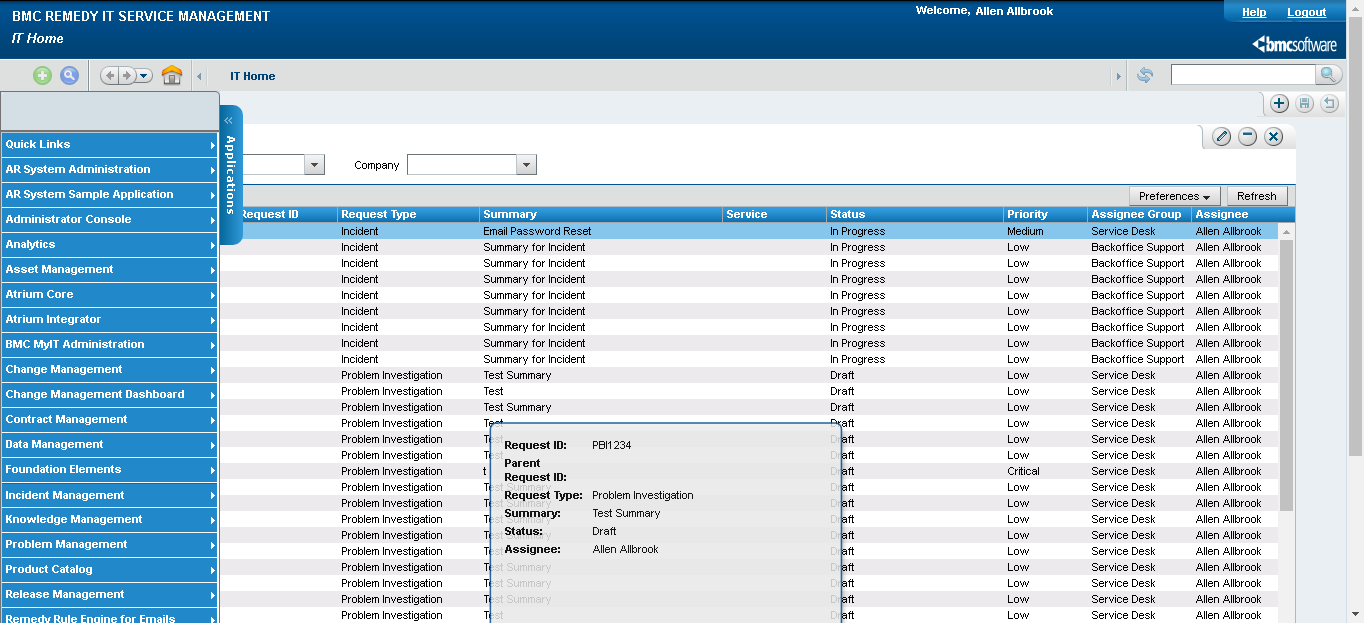 BMC REMEDY IT SERVICE MANAGEMENT
Welcome, Allen Allbrook
Help Logout
IT Home
bmcsoftware
IT Home
Applications
Quick Links
AR System Administration
AR System Sample Application
Administrator Console
Analytics
Asset Management
Atrium Core
Atrium Integrator
BMC MyIT Administration
Change Management
Change Management Dashboard
Contract Management
Data Management
Foundation Elements
Incident Management
Knowledge Management
Problem Management
Product Catalog
Release Management
Remedy Rule Engine for Emails
Company
Preferences Refresh
Request ID Request Type Summary Service Status Priority Assignee Group Assignee
Incident Email Password Reset In Progress Medium Service Desk Allen Allbrook
Incident Summary for Incident In Progress Low Backoffice Support Allen Allbrook
Incident Summary for Incident In Progress Low Backoffice Support Allen Allbrook
Incident Summary for Incident In Progress Low Backoffice Support Allen Allbrook
Incident Summary for Incident In Progress Low Backoffice Support Allen Allbrook
Incident Summary for Incident In Progress Low Backoffice Support Allen Allbrook
Incident Summary for Incident In Progress Low Backoffice Support Allen Allbrook
Incident Summary for Incident In Progress Low Backoffice Support Allen Allbrook
Incident Summary for Incident In Progress Low Backoffice Support Allen Allbrook
Problem Investigation Test Summary Draft Low Service Desk Allen Allbrook
Problem Investigation Test Draft Low Service Desk Allen Allbrook
Problem Investigation Test Summary Draft Low Service Desk Allen Allbrook
Problem Investigation Test Draft Low Service Desk Allen Allbrook
Problem Investigation Draft Low Service Desk Allen Allbrook
Problem Investigation Draft Low Service Desk Allen Allbrook
Problem Investigation t Draft Critical Service Desk Allen Allbrook
Problem Investigation Test Summary Draft Low Service Desk Allen Allbrook
Problem Investigation Draft Low Service Desk Allen Allbrook
Problem Investigation Test Summary Draft Low Service Desk Allen Allbrook
Problem Investigation Draft Low Service Desk Allen Allbrook
Problem Investigation Draft Low Service Desk Allen Allbrook
Problem Investigation Test Summary Draft Low Service Desk Allen Allbrook
Problem Investigation Test Summary Draft Low Service Desk Allen Allbrook
Problem Investigation Test Summary Draft Low Service Desk Allen Allbrook
Problem Investigation Test Draft Low Service Desk Allen Allbrook
Request ID: PBI1234
Parent
Request ID:
Request Type: Problem Investigation
Summary: Test Summary
Status: Draft
Assignee: Allen Allbrook